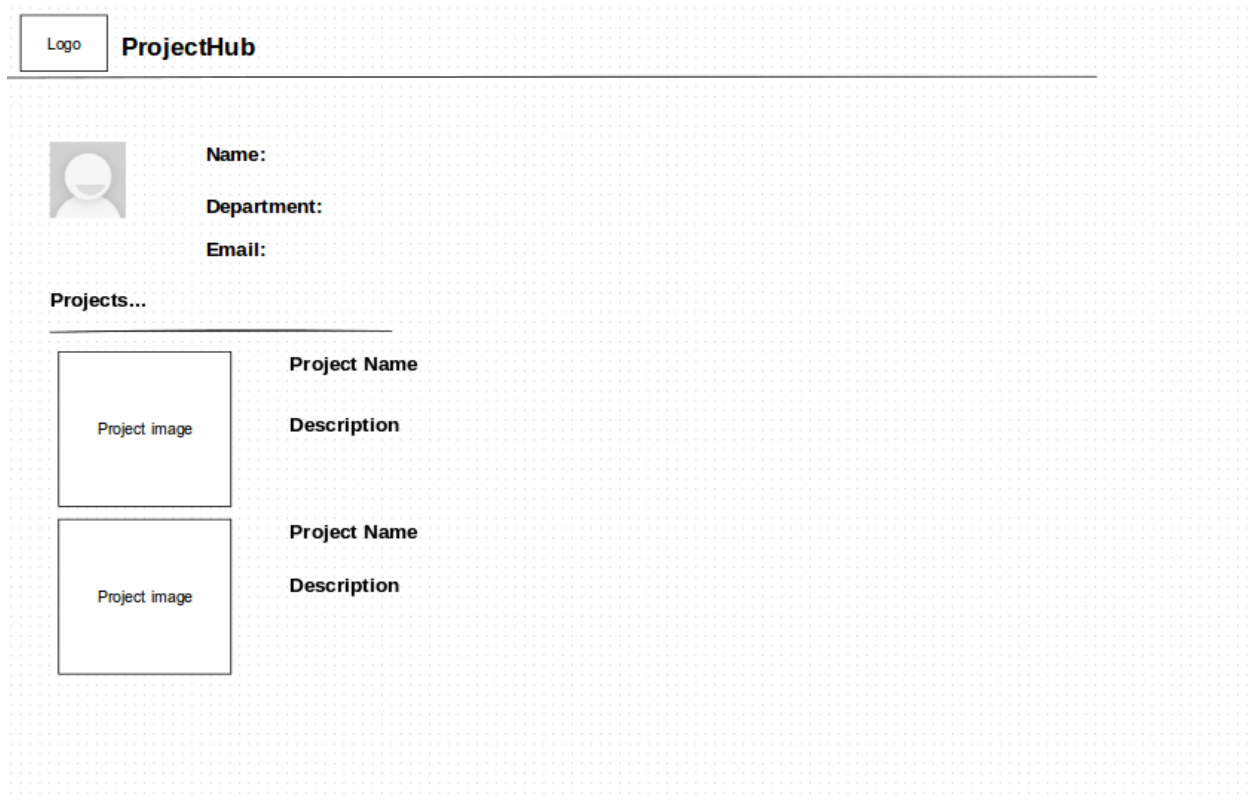 Logo
ProjectHub
Name:
Department:
Email:
Projects...
Project image
Project Name
Description
Project image
Project Name
Description